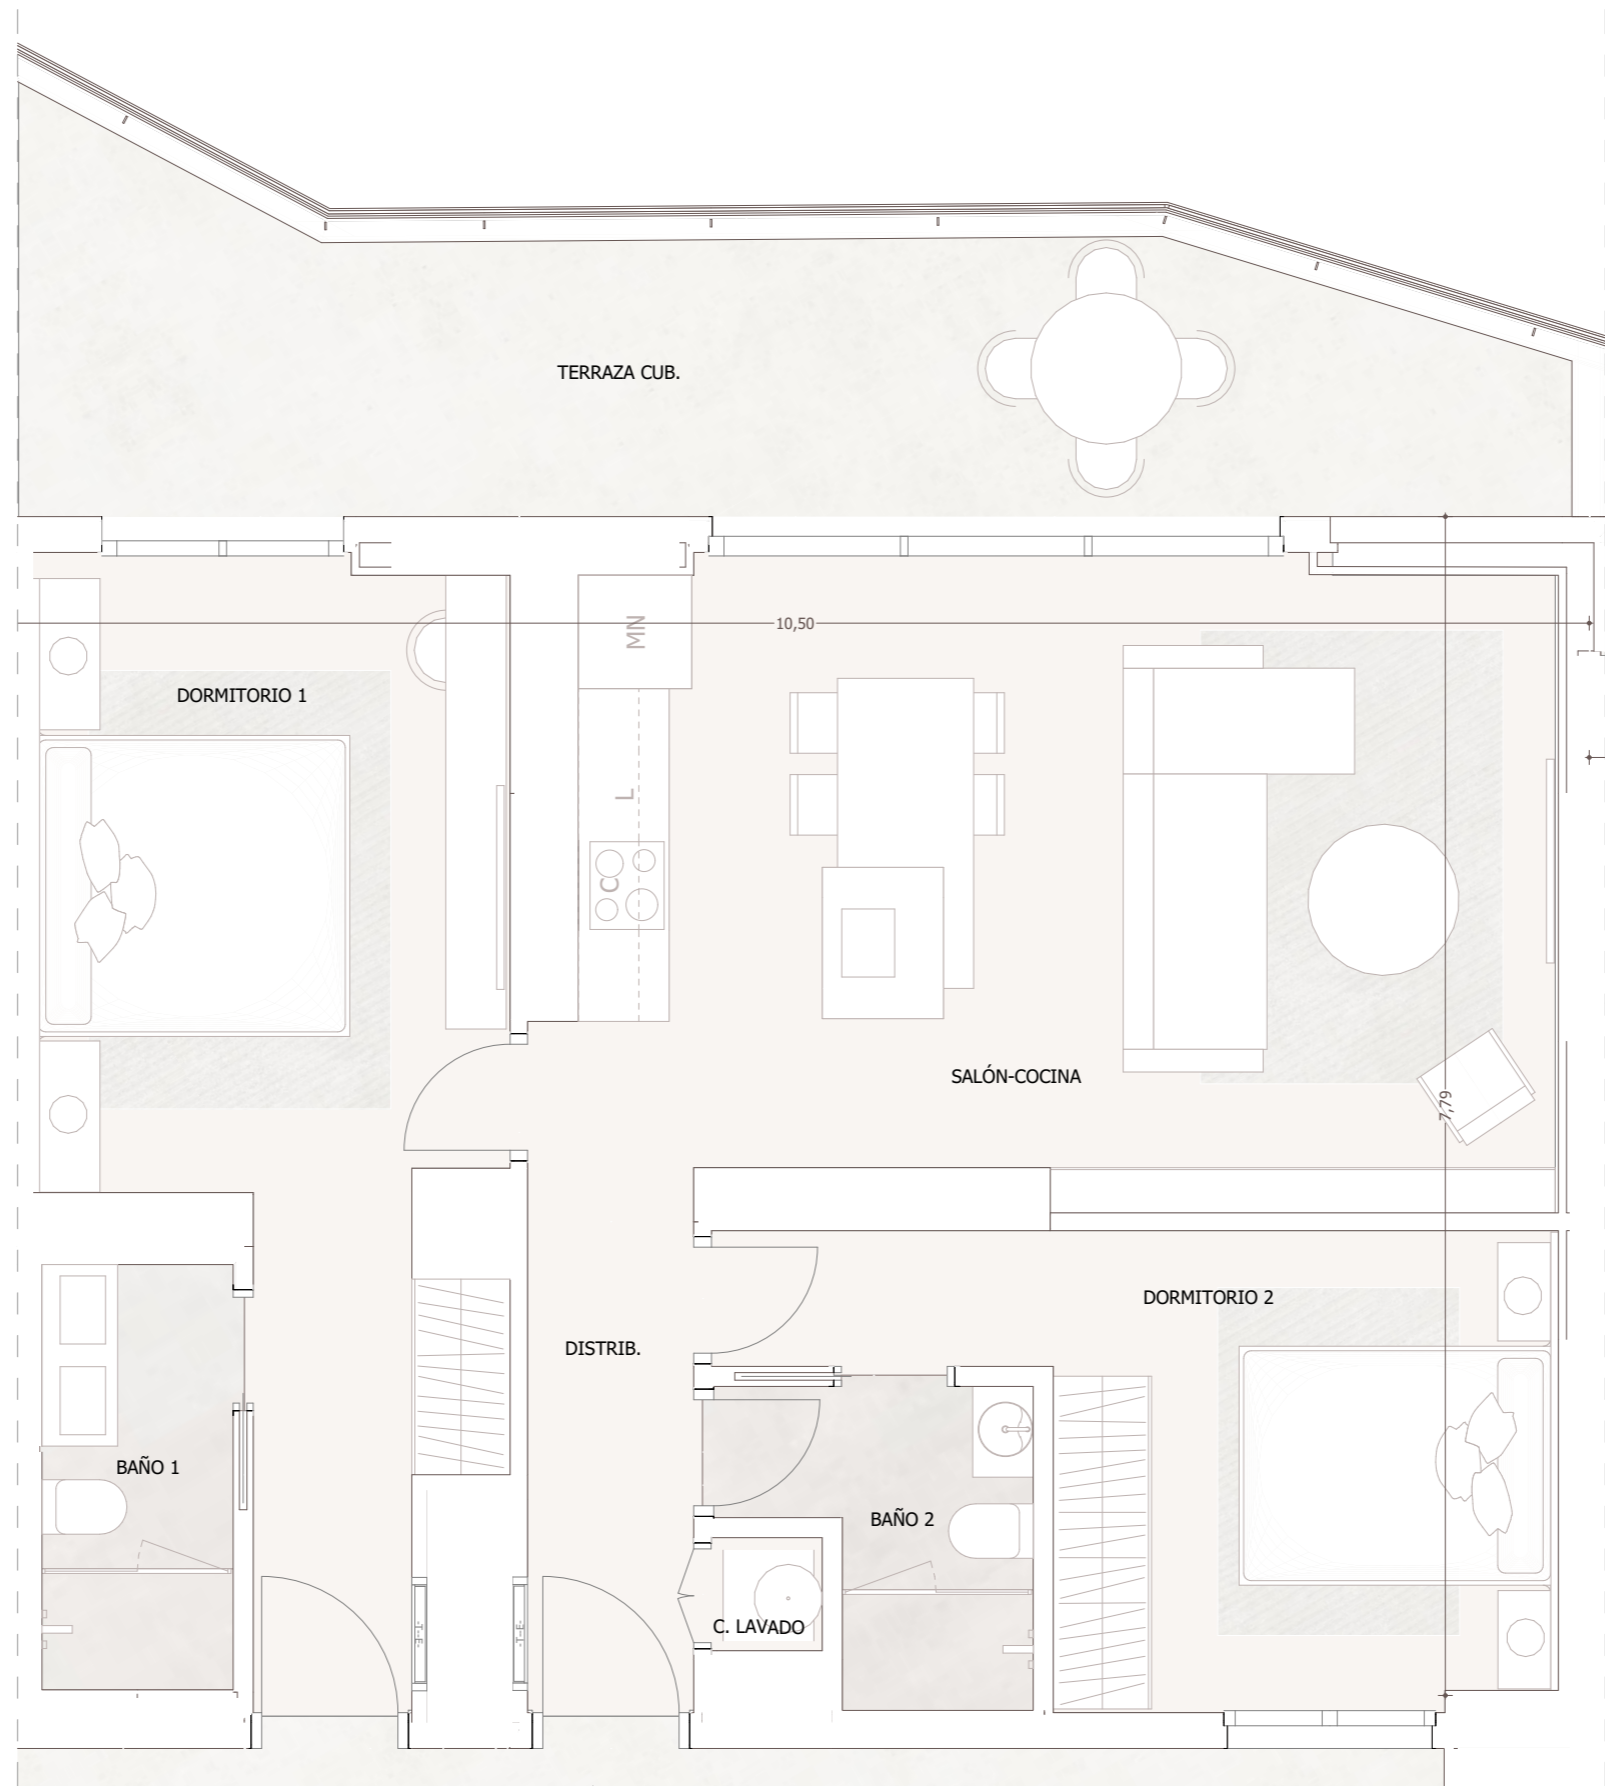 TERRAZA CUB.
10,50
MN
DORMITORIO 1
L
C
SALÓN-COCINA
7,79
DORMITORIO 2
DISTRIB.
BAÑO 1
BAÑO 2
-T-E-
-T-E-
C. LAVADO